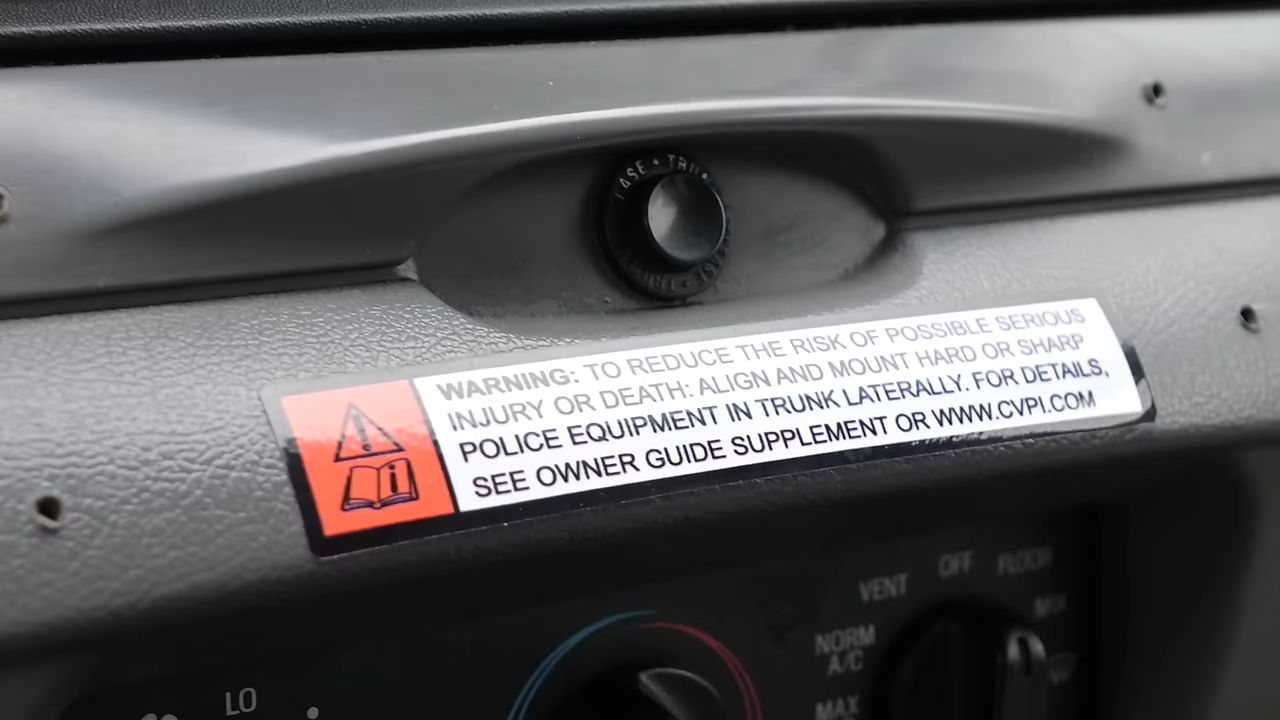 WARNING: TO REDUCE THE RISK OF POSSIBLE SERIOUS
INJURY OR DEATH: ALIGN AND MOUNT HARD OR SHARP
POLICE EQUIPMENT IN TRUNK LATERALLY. FOR DETAILS,
SEE OWNER GUIDE SUPPLEMENT OR WWW.CVPI.COM
VENT OFF FLOOR
MIX
NORM
A/C
MAX
LO